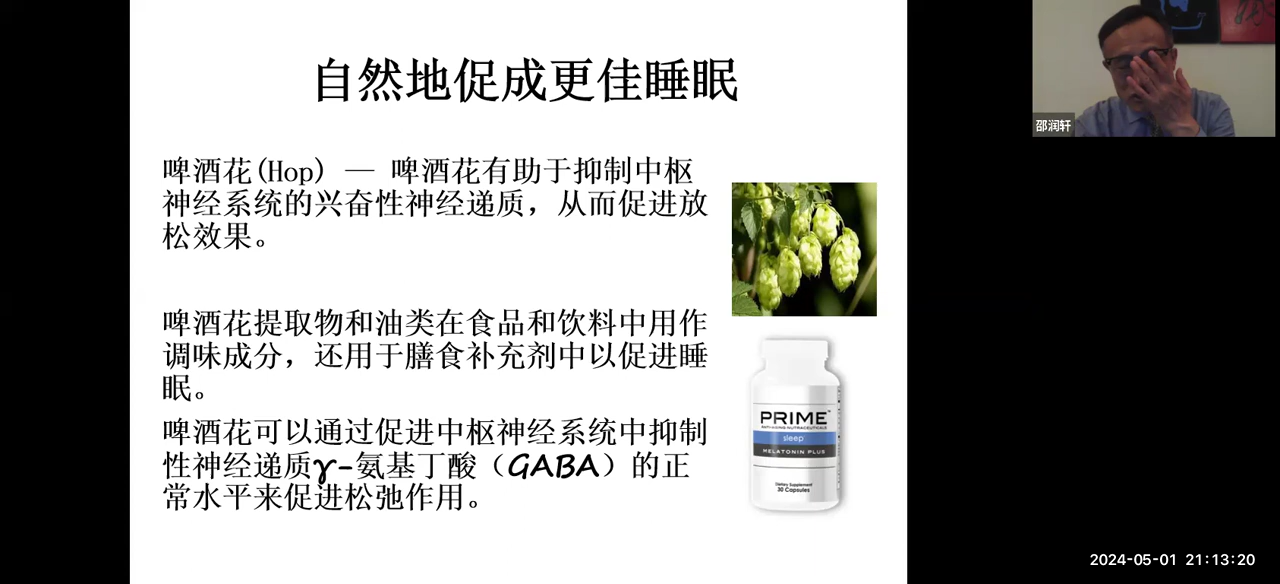 自然地促成更佳睡眠
啤酒花(Hop) — 啤酒花有助于抑制中枢
神经系统的兴奋性神经递质，从而促进放
松效果。
啤酒花提取物和油类在食品和饮料中用作
调味成分，还用于膳食补充剂中以促进睡
眠。
啤酒花可以通过促进中枢神经系统中抑制
性神经递质γ-氨基丁酸（GABA）的正
常水平来促进松弛作用。
PRIME™
ANTI-AGING NUTRACEUTICALS
sleep
MELATONIN PLUS
Dietary Supplement
30 Capsules
邵润轩
2024-05-01 21:13:20